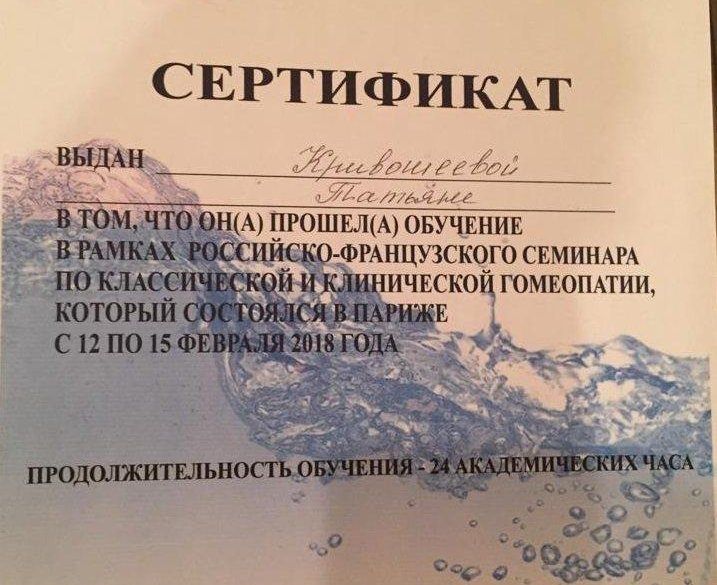 СЕРТИФИКАТ
ВЫДАН Кривошеевой
Татьяне
В ТОМ, ЧТО ОН(А) ПРОШЕЛ(А) ОБУЧЕНИЕ
В РАМКАХ РОССИЙСКО-ФРАНЦУЗСКОГО СЕМИНАРА
ПО КЛАССИЧЕСКОЙ И КЛИНИЧЕСКОЙ ГОМЕОПАТИИ,
КОТОРЫЙ СОСТОЯЛСЯ В ПАРИЖЕ
С 12 ПО 15 ФЕВРАЛЯ 2018 ГОДА
ПРОДОЛЖИТЕЛЬНОСТЬ ОБУЧЕНИЯ - 24 АКАДЕМИЧЕСКИХ ЧАСА